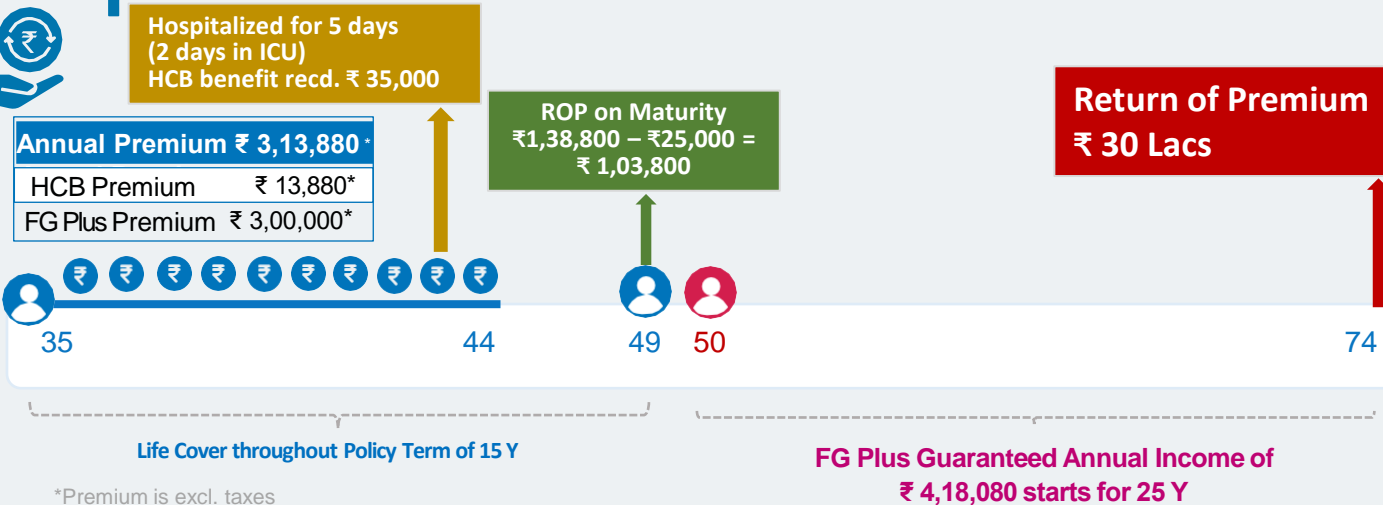 ₹
Hospitalized for 5 days
(2 days in ICU)
HCB benefit recd. ₹ 35,000
Annual Premium ₹ 3,13,880 *
HCB Premium ₹ 13,880*
FG Plus Premium ₹ 3,00,000*
ROP on Maturity
₹1,38,800 – ₹25,000 =
₹ 1,03,800
Return of Premium
₹ 30 Lacs
₹ ₹ ₹ ₹ ₹ ₹ ₹ ₹ ₹ ₹
35 44 49 50 74
Life Cover throughout Policy Term of 15 Y
FG Plus Guaranteed Annual Income of
₹ 4,18,080 starts for 25 Y
*Premium is excl. taxes